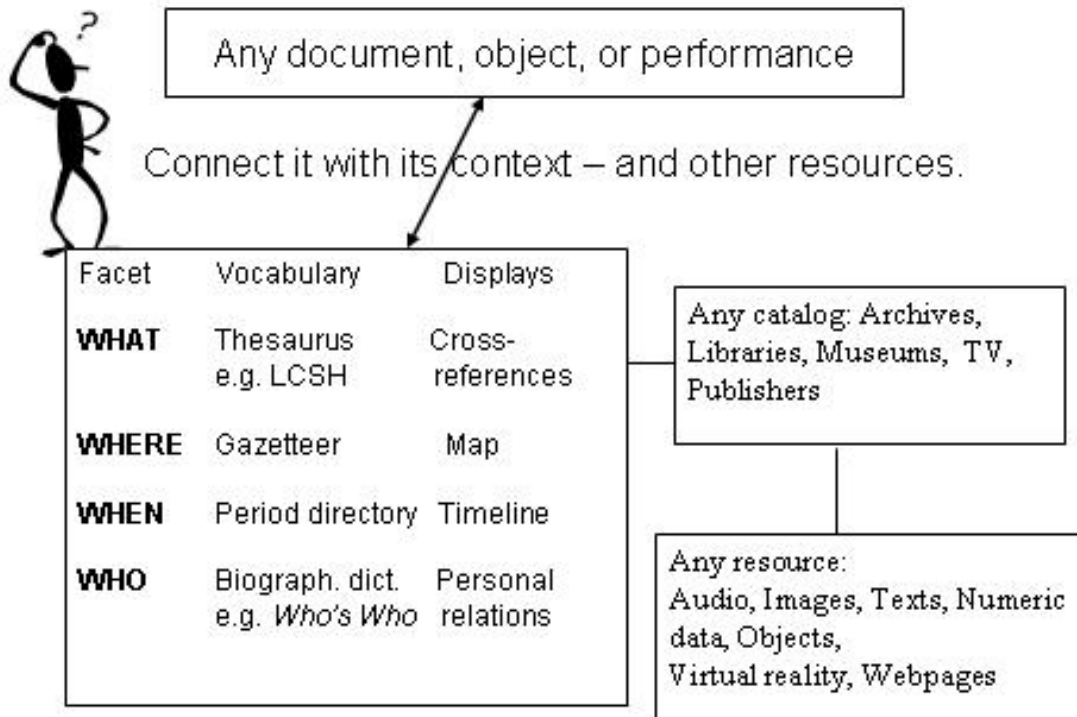 ?
Any document, object, or performance
Connect it with its context – and other resources.
Facet Vocabulary Displays
WHAT Thesaurus Cross-
e.g. LCSH references
WHERE Gazetteer Map
WHEN Period directory Timeline
WHO Biograph. dict. Personal
e.g. Who's Who relations
Any catalog: Archives,
Libraries, Museums, TV,
Publishers
Any resource:
Audio, Images, Texts, Numeric
data, Objects,
Virtual reality, Webpages